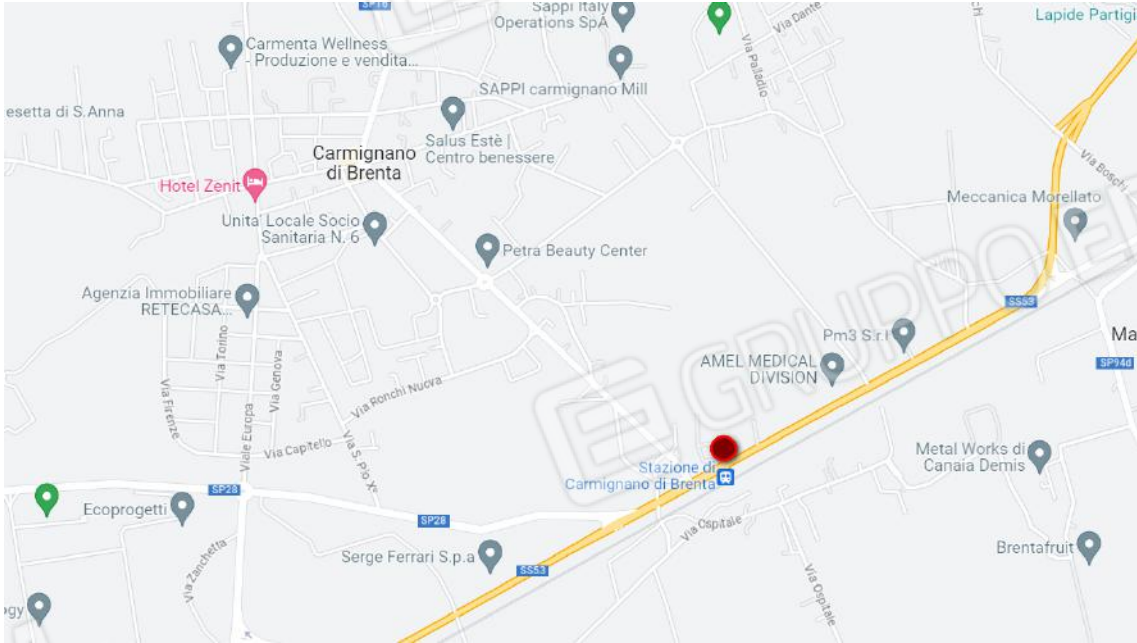 SP16
Sappi Italy
Operations SpA
Lapide Partigi
Carmenta Wellness
- Produzione e vendita...
Via Dante
Boschi
Via Palladio
SAPPI carmignano Mill
esetta di S.Anna
Salus Estè |
Centro benessere
Carmignano
di Brenta
Via Boschi
Hotel Zenit
Meccanica Morellato
Unita' Locale Socio
Sanitaria N. 6
Petra Beauty Center
Agenzia Immobiliare
RETECASA...
SS53
GRUPPO
Pm3 S.r.l
Ma
Via Torino
AMEL MEDICAL
DIVISION
SP94d
Via Genova
Via Firenze
Via Ronchi Nuova
Viale Europa
Via Capitello
Via S. Pio X°
Metal Works di
Canaia Demis
Stazione di
Carmignano di Brenta
SP28
Ecoprogetti
SP28
Via Ospitale
Via Zanchetta
Serge Ferrari S.p.a
Brentafruit
SS53
Via Ospitale
ogy